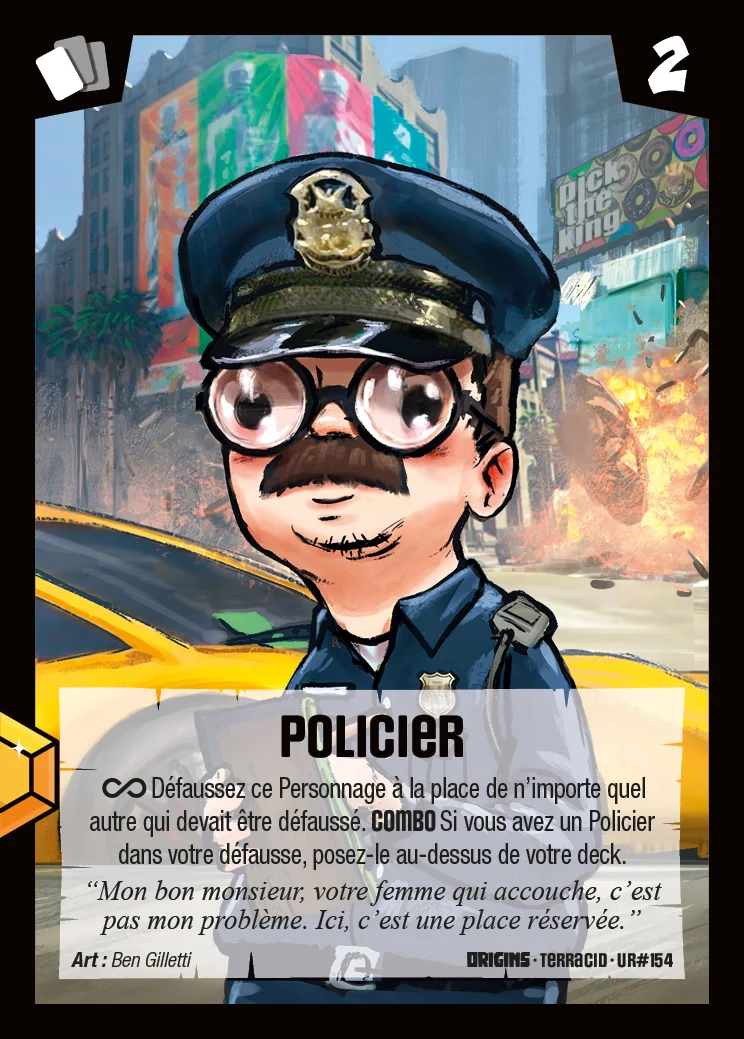 2
Pick
the
King
POLICIER
∞ Défaussez ce Personnage à la place de n’importe quel
autre qui devait être défaussé. COMBO Si vous avez un Policier
dans votre défausse, posez-le au-dessus de votre deck.
“Mon bon monsieur, votre femme qui accouche, c’est
pas mon problème. Ici, c’est une place réservée.”
Art : Ben Gilletti
ORIGINS · TERRACID · UR#154